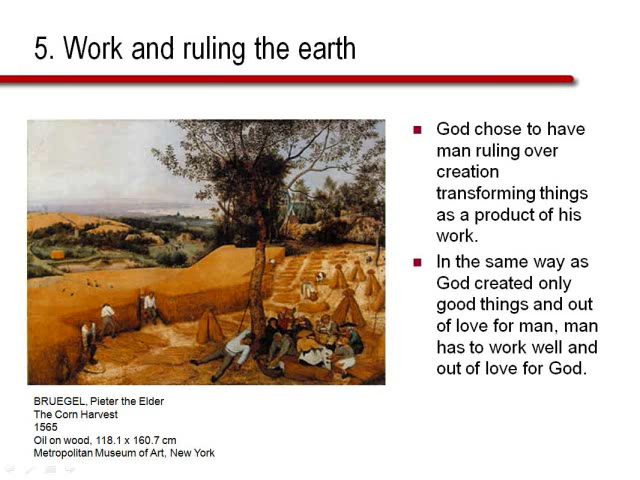 5. Work and ruling the earth
God chose to have
man ruling over
creation
transforming things
as a product of his
work.
In the same way as
God created only
good things and out
of love for man, man
has to work well and
out of love for God.
BRUEGEL, Pieter the Elder
The Corn Harvest
1565
Oil on wood, 118.1 x 160.7 cm
Metropolitan Museum of Art, New York